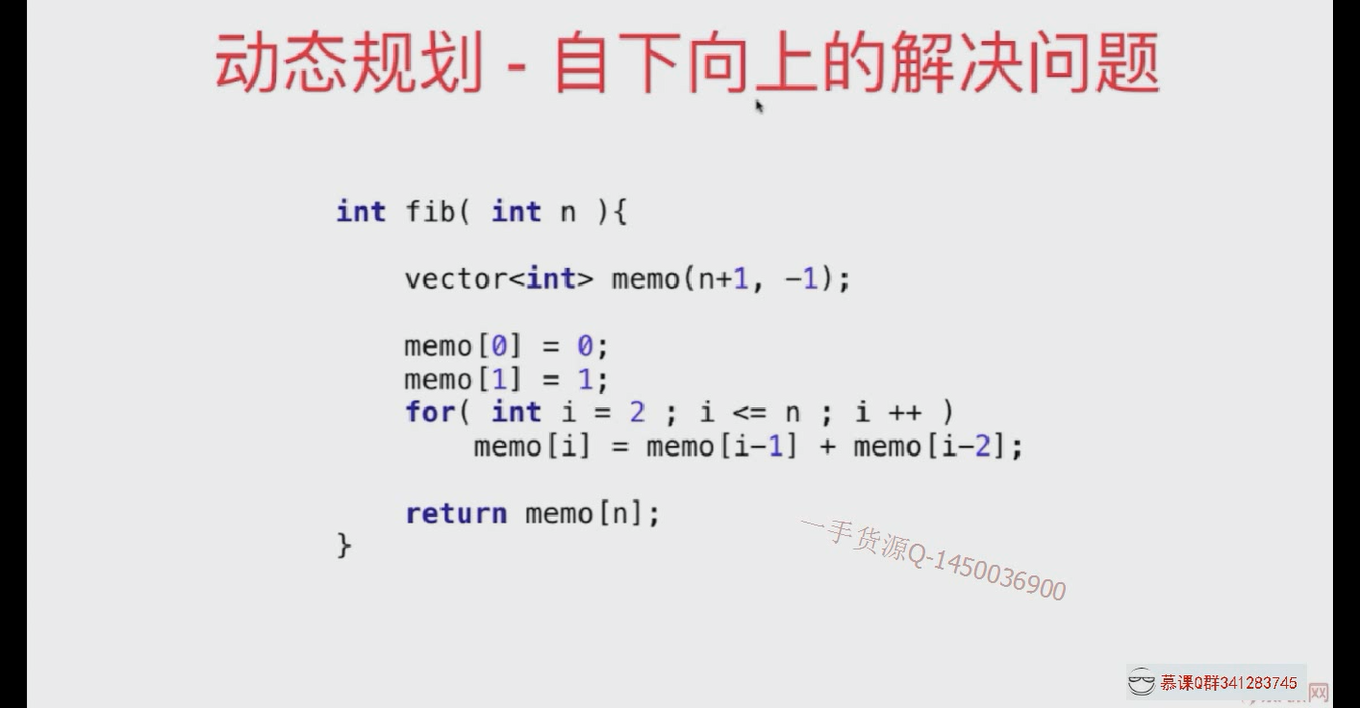 动态规划 - 自下向上的解决问题
int fib( int n ){
vector<int> memo(n+1, -1);
memo[0] = 0;
memo[1] = 1;
for( int i = 2 ; i <= n ; i ++ )
memo[i] = memo[i-1] + memo[i-2];
return memo[n];
}
一手货源Q-1450036900
慕课Q群341283745
网